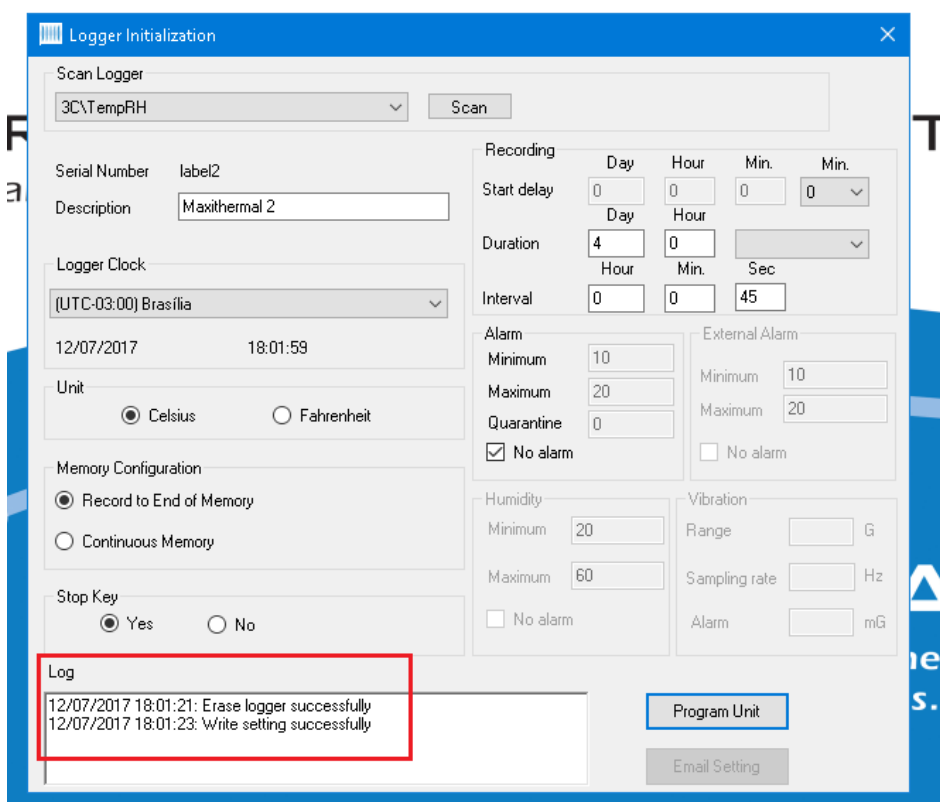 Logger Initialization
Scan Logger
3C\TempRH
Scan
Serial Number label2
Description Maxithermal 2
Logger Clock
(UTC-03:00) Brasília
12/07/2017 18:01:59
Unit
Celsius Fahrenheit
Memory Configuration
Record to End of Memory
Continuous Memory
Stop Key
Yes No
Recording
Day Hour Min. Min.
Start delay 0 0 0 0
Day Hour
Duration 4 0
Hour Min. Sec
Interval 0 0 45
Alarm
Minimum 10
Maximum 20
Quarantine 0
No alarm
External Alarm
Minimum 10
Maximum 20
No alarm
Humidity
Minimum 20
Maximum 60
No alarm
Vibration
Range G
Sampling rate Hz
Alarm mG
Log
12/07/2017 18:01:21: Erase logger successfully
12/07/2017 18:01:23: Write setting successfully
Program Unit
Email Setting